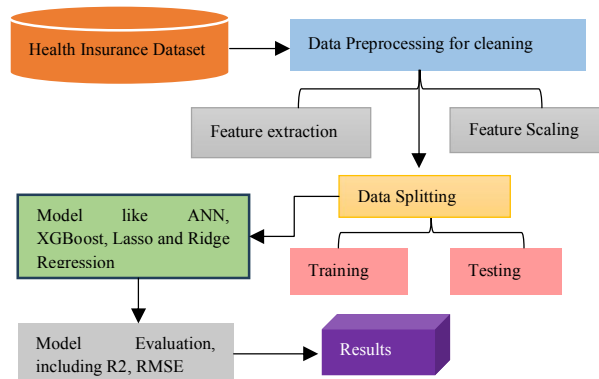 Health Insurance Dataset
Data Preprocessing for cleaning
Feature extraction
Feature Scaling
Data Splitting
Model like ANN,
XGBoost, Lasso and Ridge
Regression
Training
Testing
Model Evaluation,
including R2, RMSE
Results